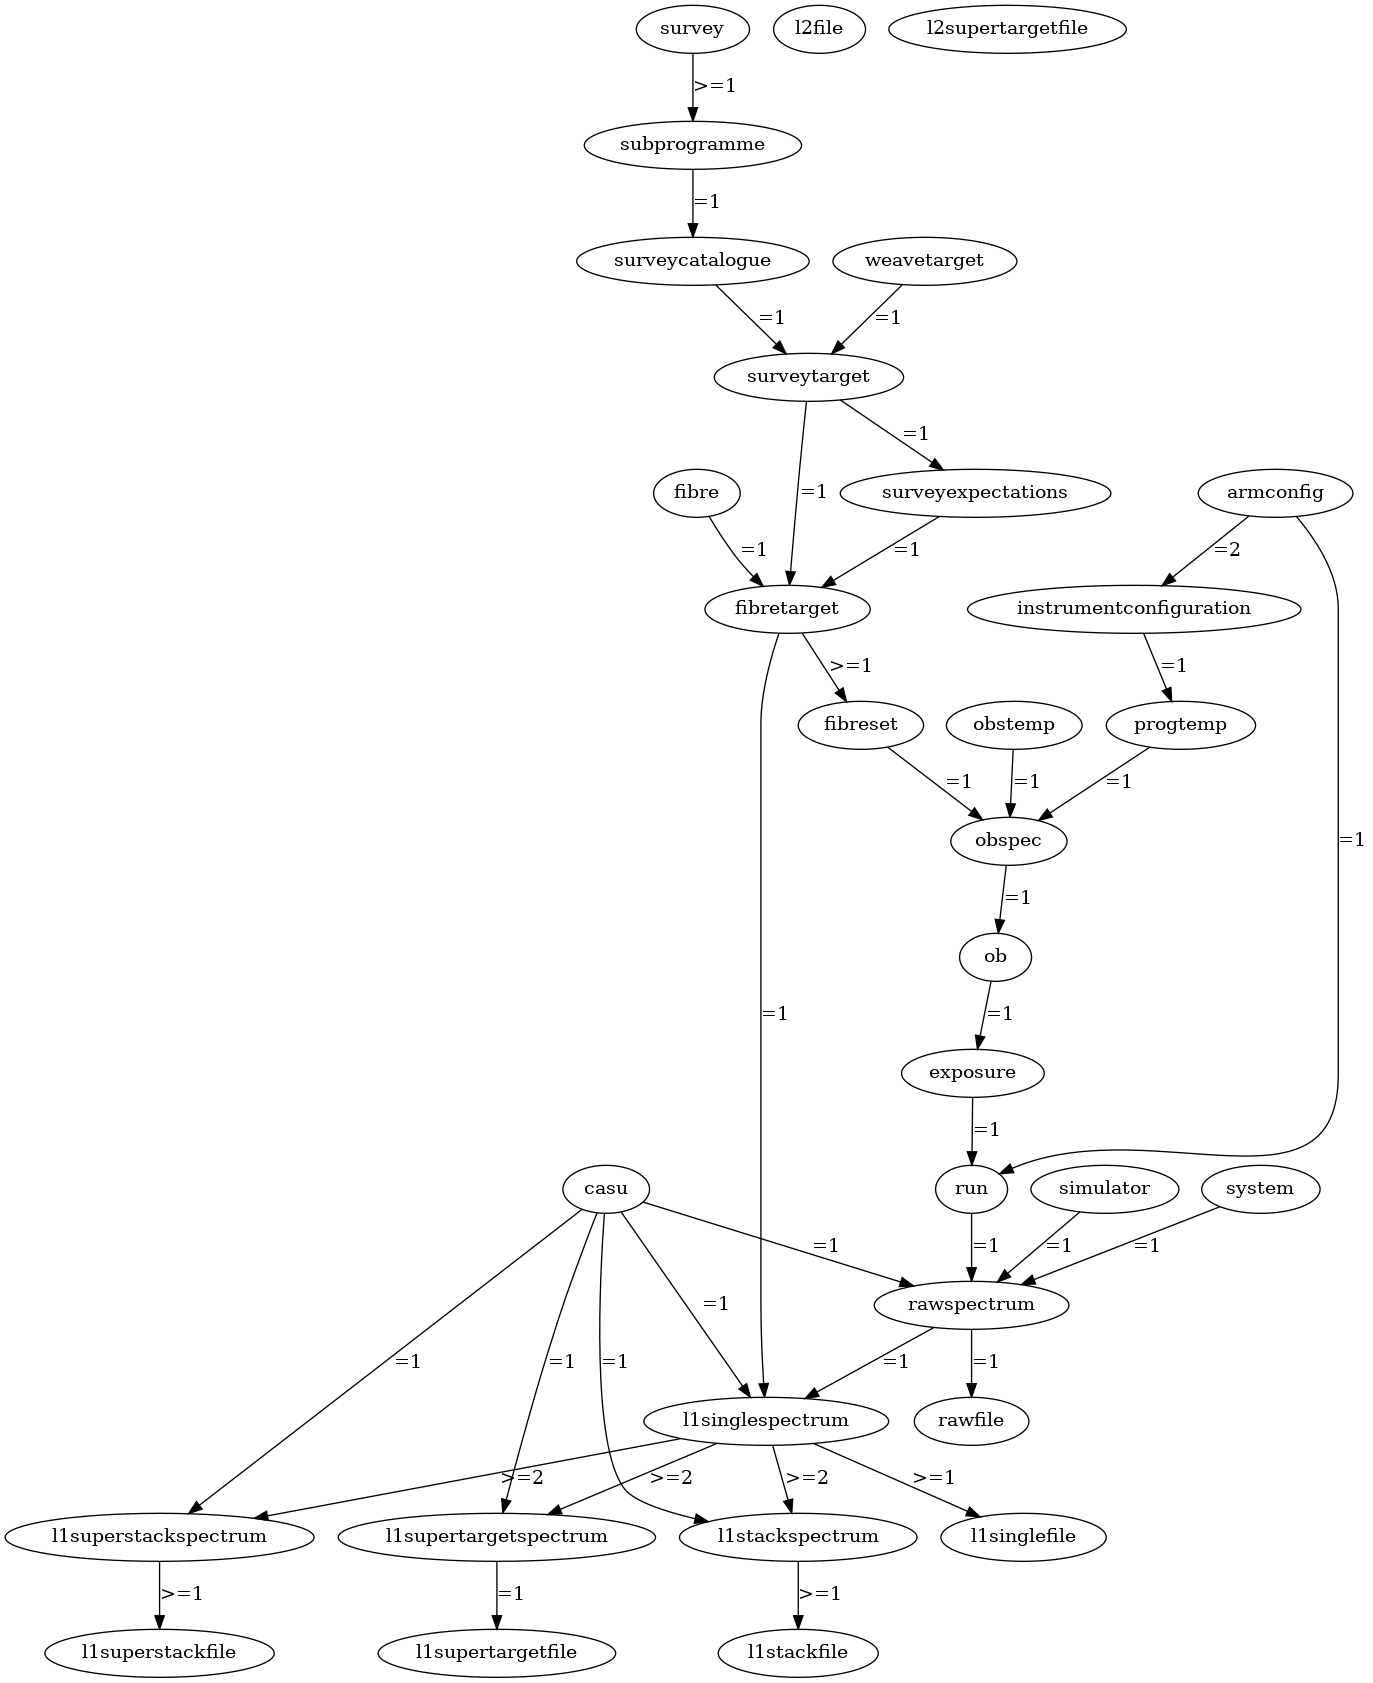 survey
l2file
l2supertargetfile
>=1
subprogramme
=1
surveycatalogue
weavetarget
=1
=1
surveytarget
=1
fibre
=1
surveyexpectations
armconfig
=1
=1
=2
fibretarget
instrumentconfiguration
>=1
=1
fibreset
obstemp
progtemp
=1
=1
=1
obspec
=1
=1
ob
=1
=1
exposure
=1
casu
run
simulator
system
=1
=1
=1
=1
=1
rawspectrum
=1
=1
=1
=1
=1
l1singlespectrum
rawfile
>=2
>=2
>=2
>=1
l1superstackspectrum
l1supertargetspectrum
l1stackspectrum
l1singlefile
>=1
=1
>=1
l1superstackfile
l1supertargetfile
l1stackfile